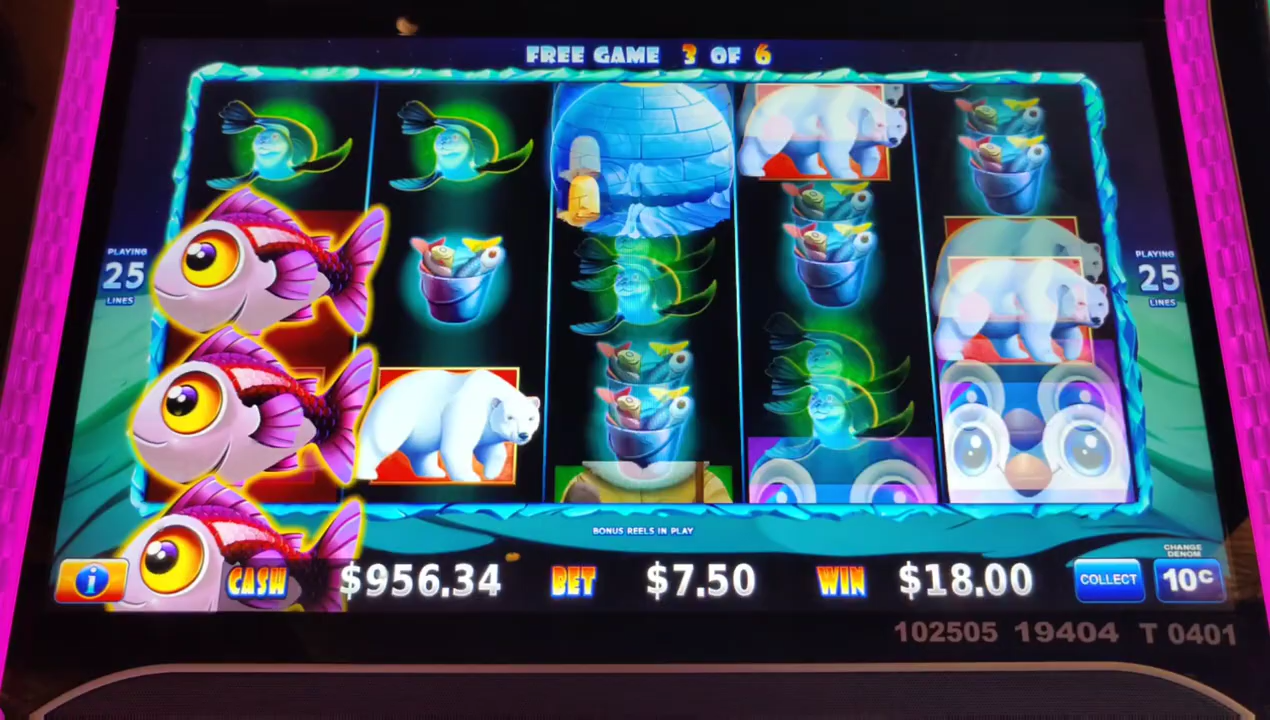 FREE GAME 3 OF 6
PLAYING
25
LINES
PLAYING
25
LINES
BONUS REELS IN PLAY
i
CASH $956.34 BET $7.50 WIN $18.00
COLLECT
CHANGE
DENOM
10¢
102505 19404 T 0401